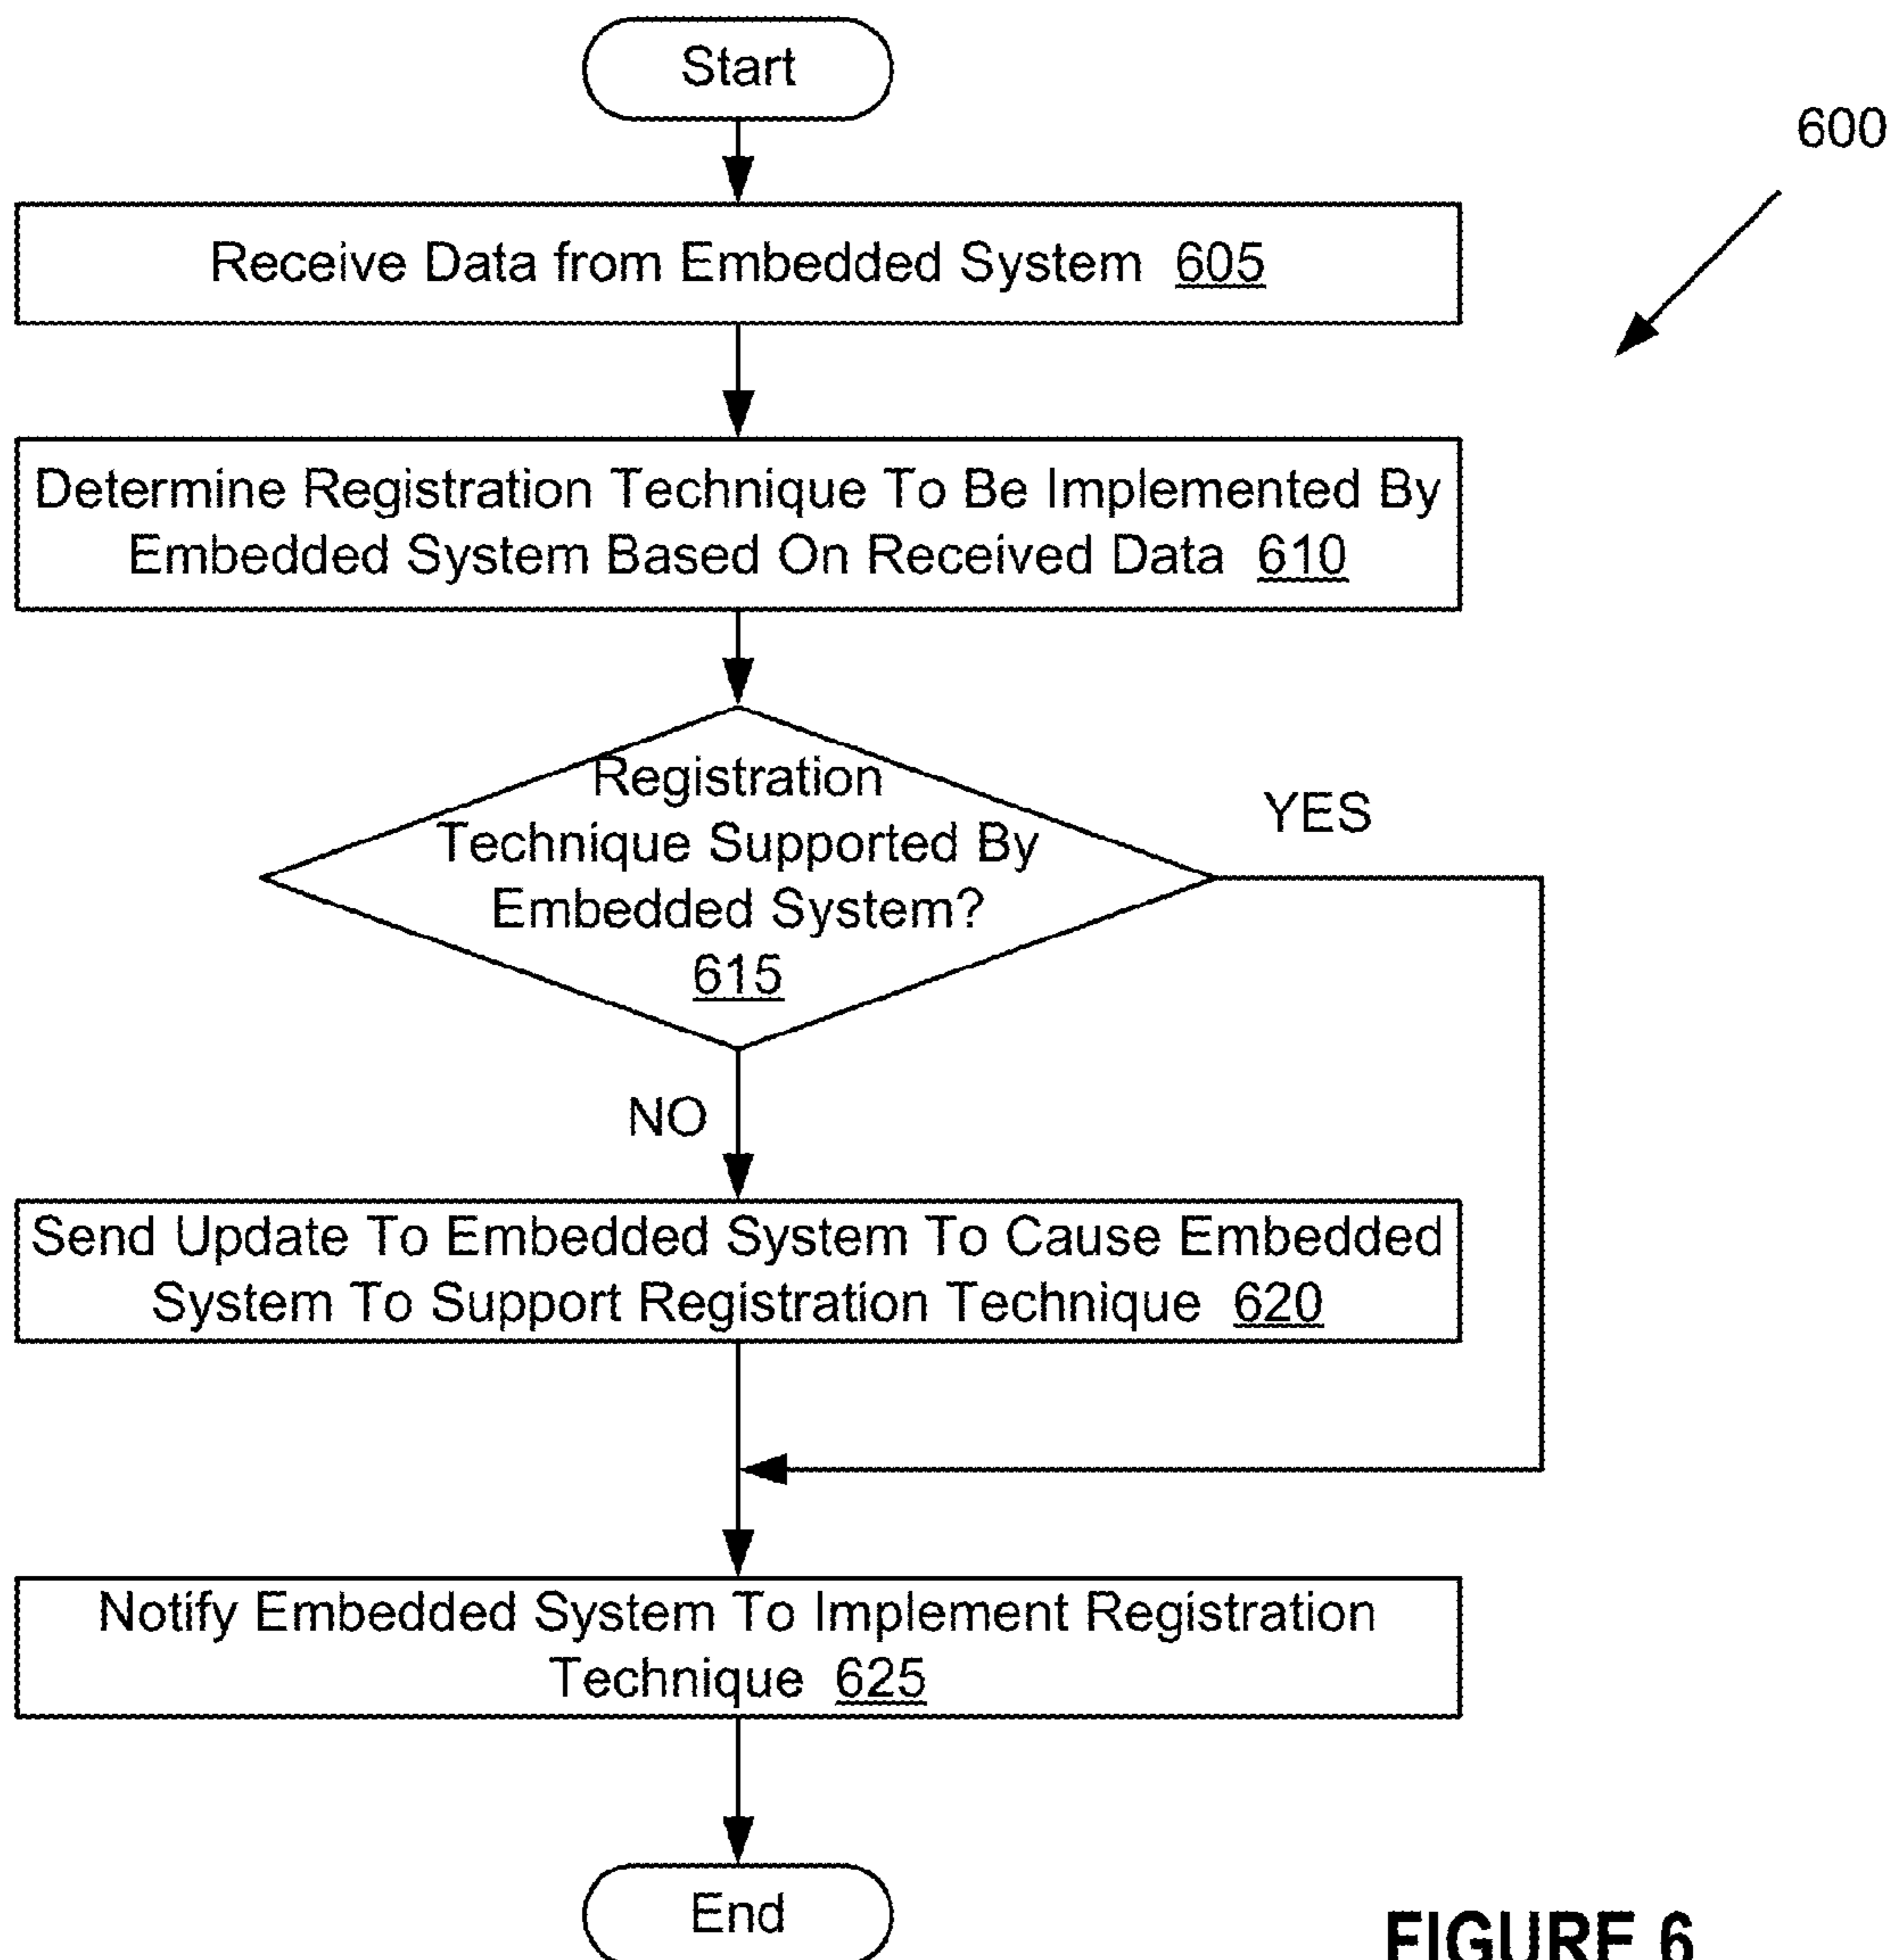 Start
600
Receive Data from Embedded System 605
Determine Registration Technique To Be Implemented By
Embedded System Based On Received Data 610
Registration
Technique Supported By
Embedded System?
615
YES
NO
Send Update To Embedded System To Cause Embedded
System To Support Registration Technique 620
Notify Embedded System To Implement Registration
Technique 625
End
FIGURE 6